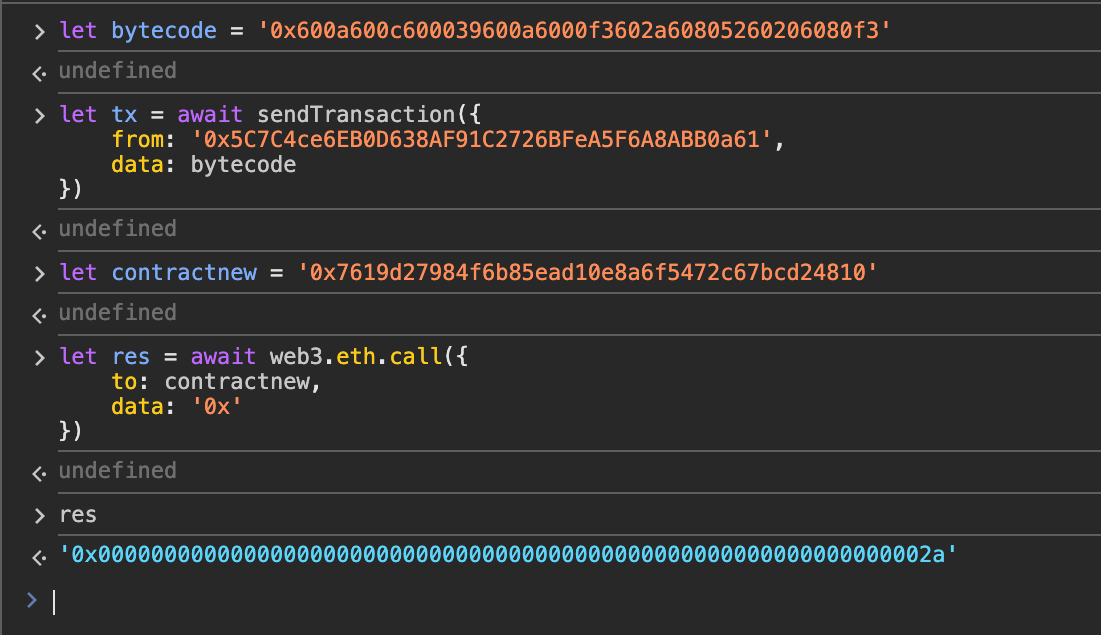 > let bytecode = '0x600a600c600039600a6000f3602a60805260206080f3'
undefined
> let tx = await sendTransaction({
from: '0x5C7C4ce6EB0D638AF91C2726BFeA5F6A8ABB0a61',
data: bytecode
})
undefined
> let contractnew = '0x7619d27984f6b85ead10e8a6f5472c67bcd24810'
undefined
> let res = await web3.eth.call({
to: contractnew,
data: '0x'
})
undefined
> res
'0x000000000000000000000000000000000000000000000000000000000000002a'
>